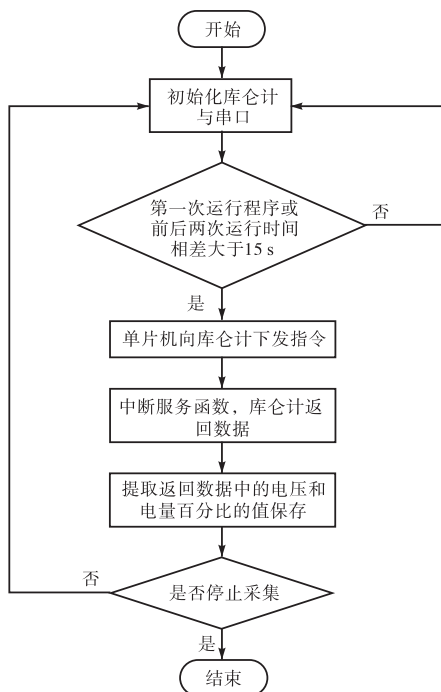 开始
初始化库仑计
与串口
第一次运行程序或
前后两次运行时间
相差大于15 s
否
是
单片机向库仑计下发指令
中断服务函数，库仑计返
回数据
提取返回数据中的电压和
电量百分比的值保存
否
是否停止采集
是
结束